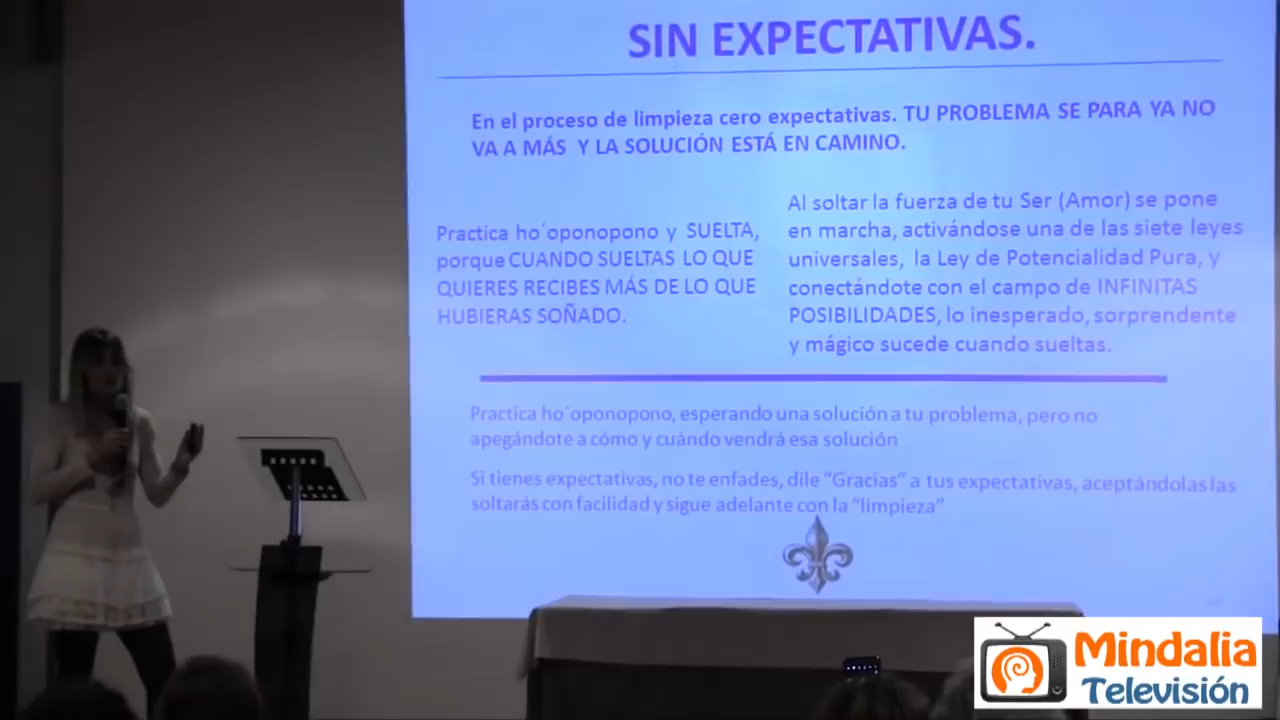 SIN EXPECTATIVAS.
En el proceso de limpieza cero expectativas. TU PROBLEMA SE PARA YA NO
VA A MÁS Y LA SOLUCIÓN ESTÁ EN CAMINO.
Practica ho´oponopono y SUELTA,
porque CUANDO SUELTAS LO QUE
QUIERES RECIBES MÁS DE LO QUE
HUBIERAS SOÑADO.
Al soltar la fuerza de tu Ser (Amor) se pone
en marcha, activándose una de las siete leyes
universales, la Ley de Potencialidad Pura, y
conectándote con el campo de INFINITAS
POSIBILIDADES, lo inesperado, sorprendente
y mágico sucede cuando sueltas.
Practica ho´oponopono, esperando una solución a tu problema, pero no
apegándote a cómo y cuándo vendrá esa solución
Si tienes expectativas, no te enfades, dile “Gracias” a tus expectativas, aceptándolas las
soltarás con facilidad y sigue adelante con la “limpieza”
Mindalia
Televisión